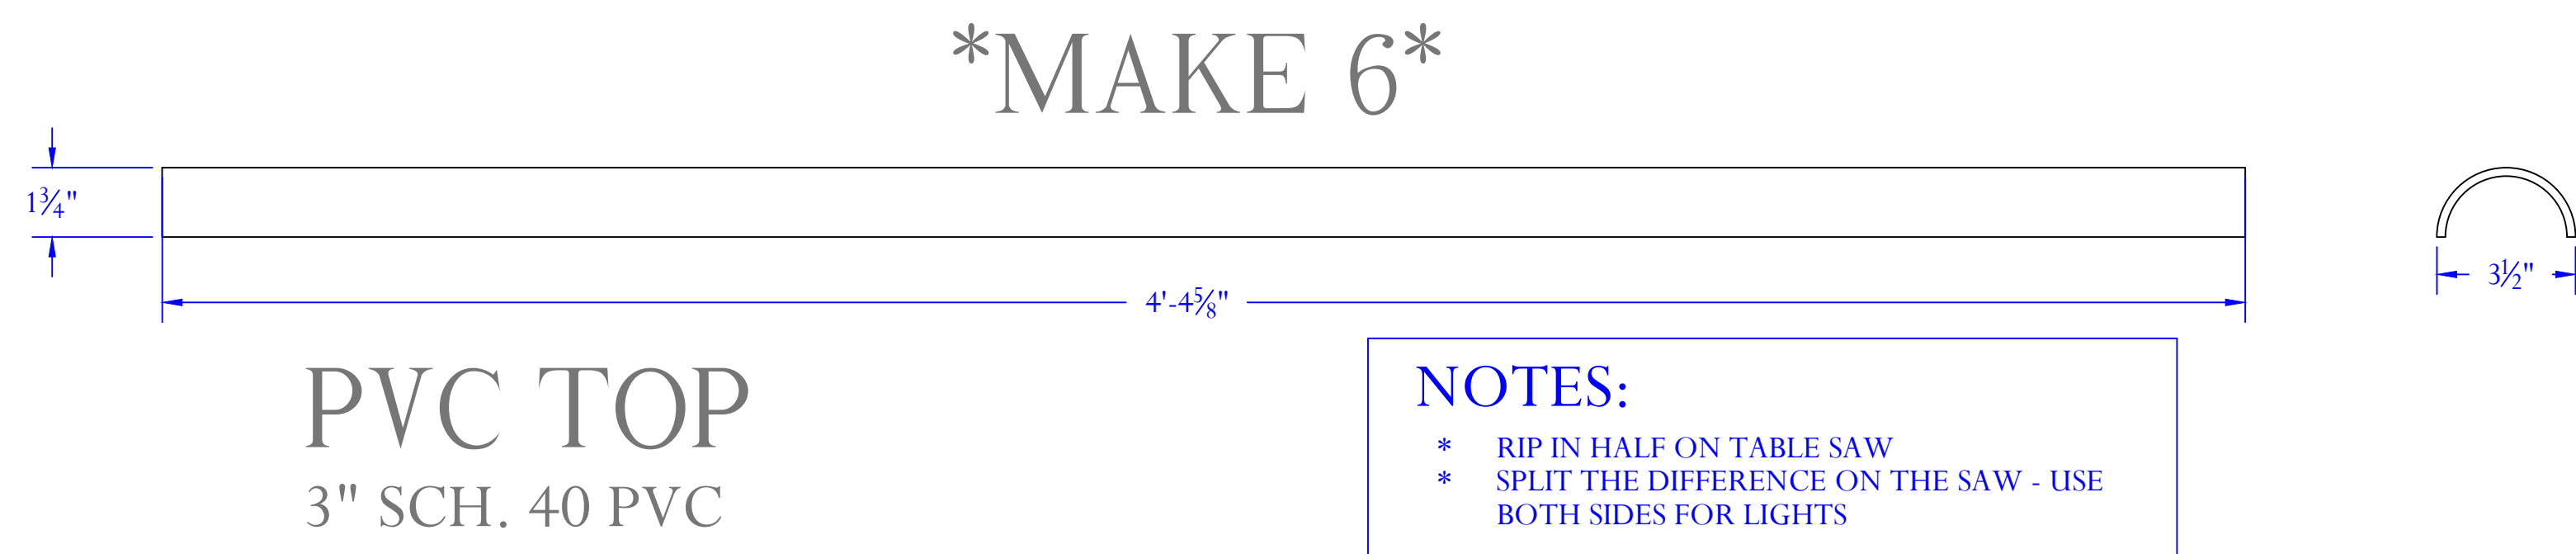 *MAKE 6*
1¾"
3½"
4'-4⅝"
PVC TOP
3" SCH. 40 PVC
NOTES:
* RIP IN HALF ON TABLE SAW
* SPLIT THE DIFFERENCE ON THE SAW - USE
BOTH SIDES FOR LIGHTS